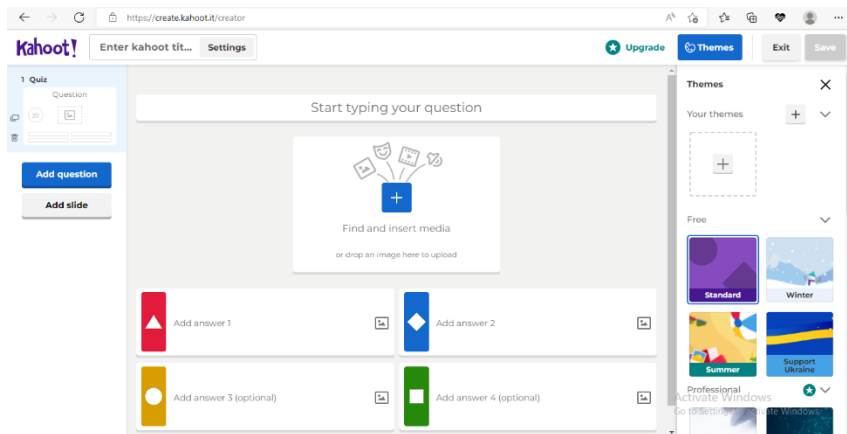 https://create.kahoot.it/creator
Kahoot!
Enter kahoot tit...
Settings
Upgrade
Themes
Exit
Save
1 Quiz
Question
20
Add question
Add slide
Start typing your question
Find and insert media
or drop an image here to upload
Add answer 1
Add answer 2
Add answer 3 (optional)
Add answer 4 (optional)
Themes
Your themes
Free
Standard
Winter
Summer
Support
Ukraine
Professional
Activate Windows
Go to Settings to activate Windows.